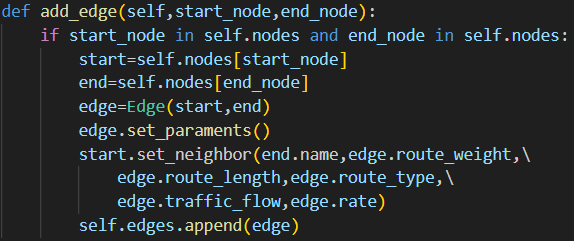 def add_edge(self,start_node,end_node):
    if start_node in self.nodes and end_node in self.nodes:
        start=self.nodes[start_node]
        end=self.nodes[end_node]
        edge=Edge(start,end)
        edge.set_paraments()
        start.set_neighbor(end.name,edge.route_weight,\
            edge.route_length,edge.route_type,\
            edge.traffic_flow,edge.rate)
        self.edges.append(edge)